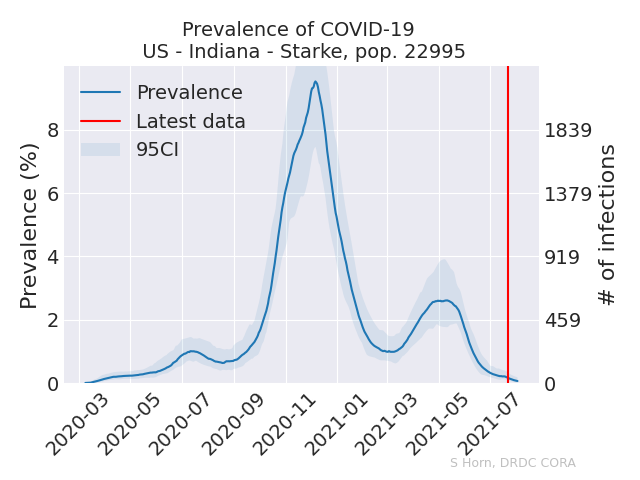 Prevalence of COVID-19
US - Indiana - Starke, pop. 22995
Prevalence
Latest data
95CI
Prevalence (%)
8
6
4
2
0
1839
1379
919
459
0
# of infections
2020-03
2020-05
2020-07
2020-09
2020-11
2021-01
2021-03
2021-05
2021-07
S Horn, DRDC CORA